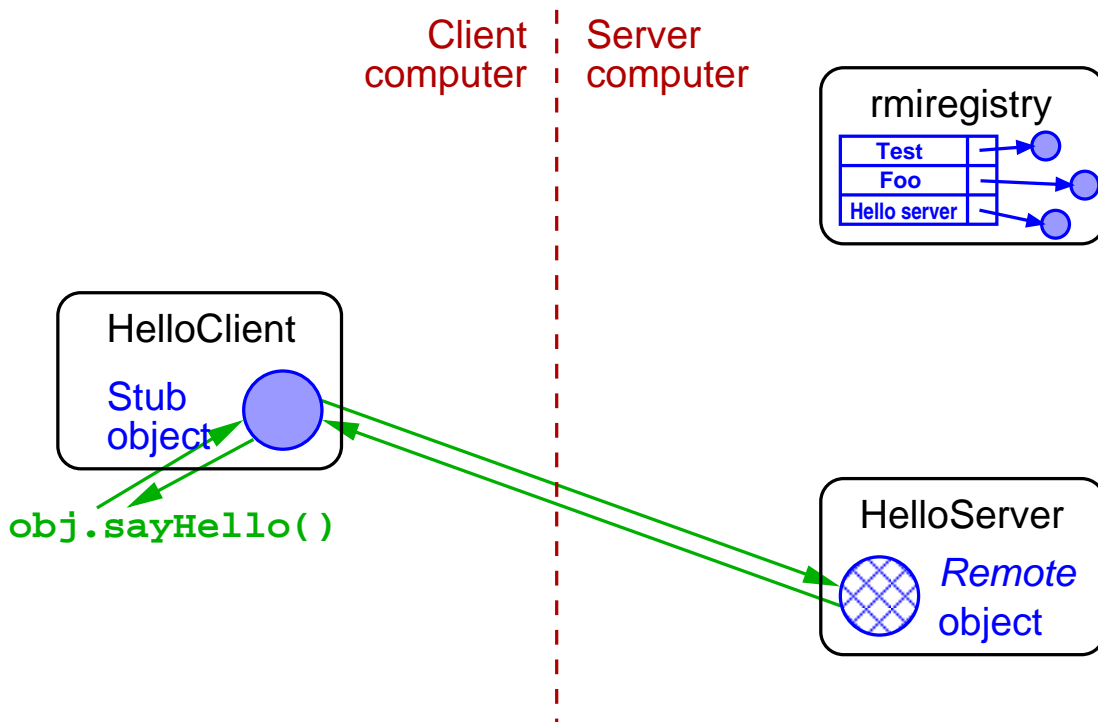 Client
computer
Server
computer
rmiregistry
Test
Foo
Hello server
HelloClient
Stub
object
obj.sayHello()
HelloServer
Remote
object